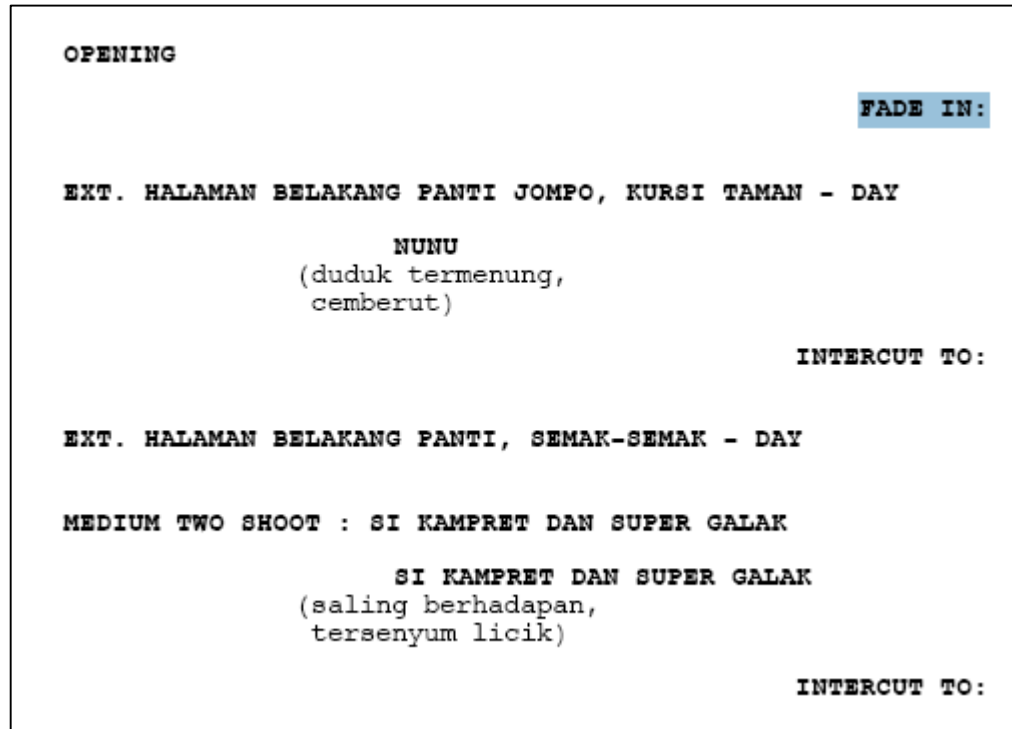 OPENING
FADE IN:
EXT. HALAMAN BELAKANG PANTI JOMPO, KURSI TAMAN - DAY
NUNU
(duduk termenung,
cemberut)
INTERCUT TO:
EXT. HALAMAN BELAKANG PANTI, SEMAK-SEMAK - DAY
MEDIUM TWO SHOOT : SI KAMPRET DAN SUPER GALAK
SI KAMPRET DAN SUPER GALAK
(saling berhadapan,
tersenyum licik)
INTERCUT TO: